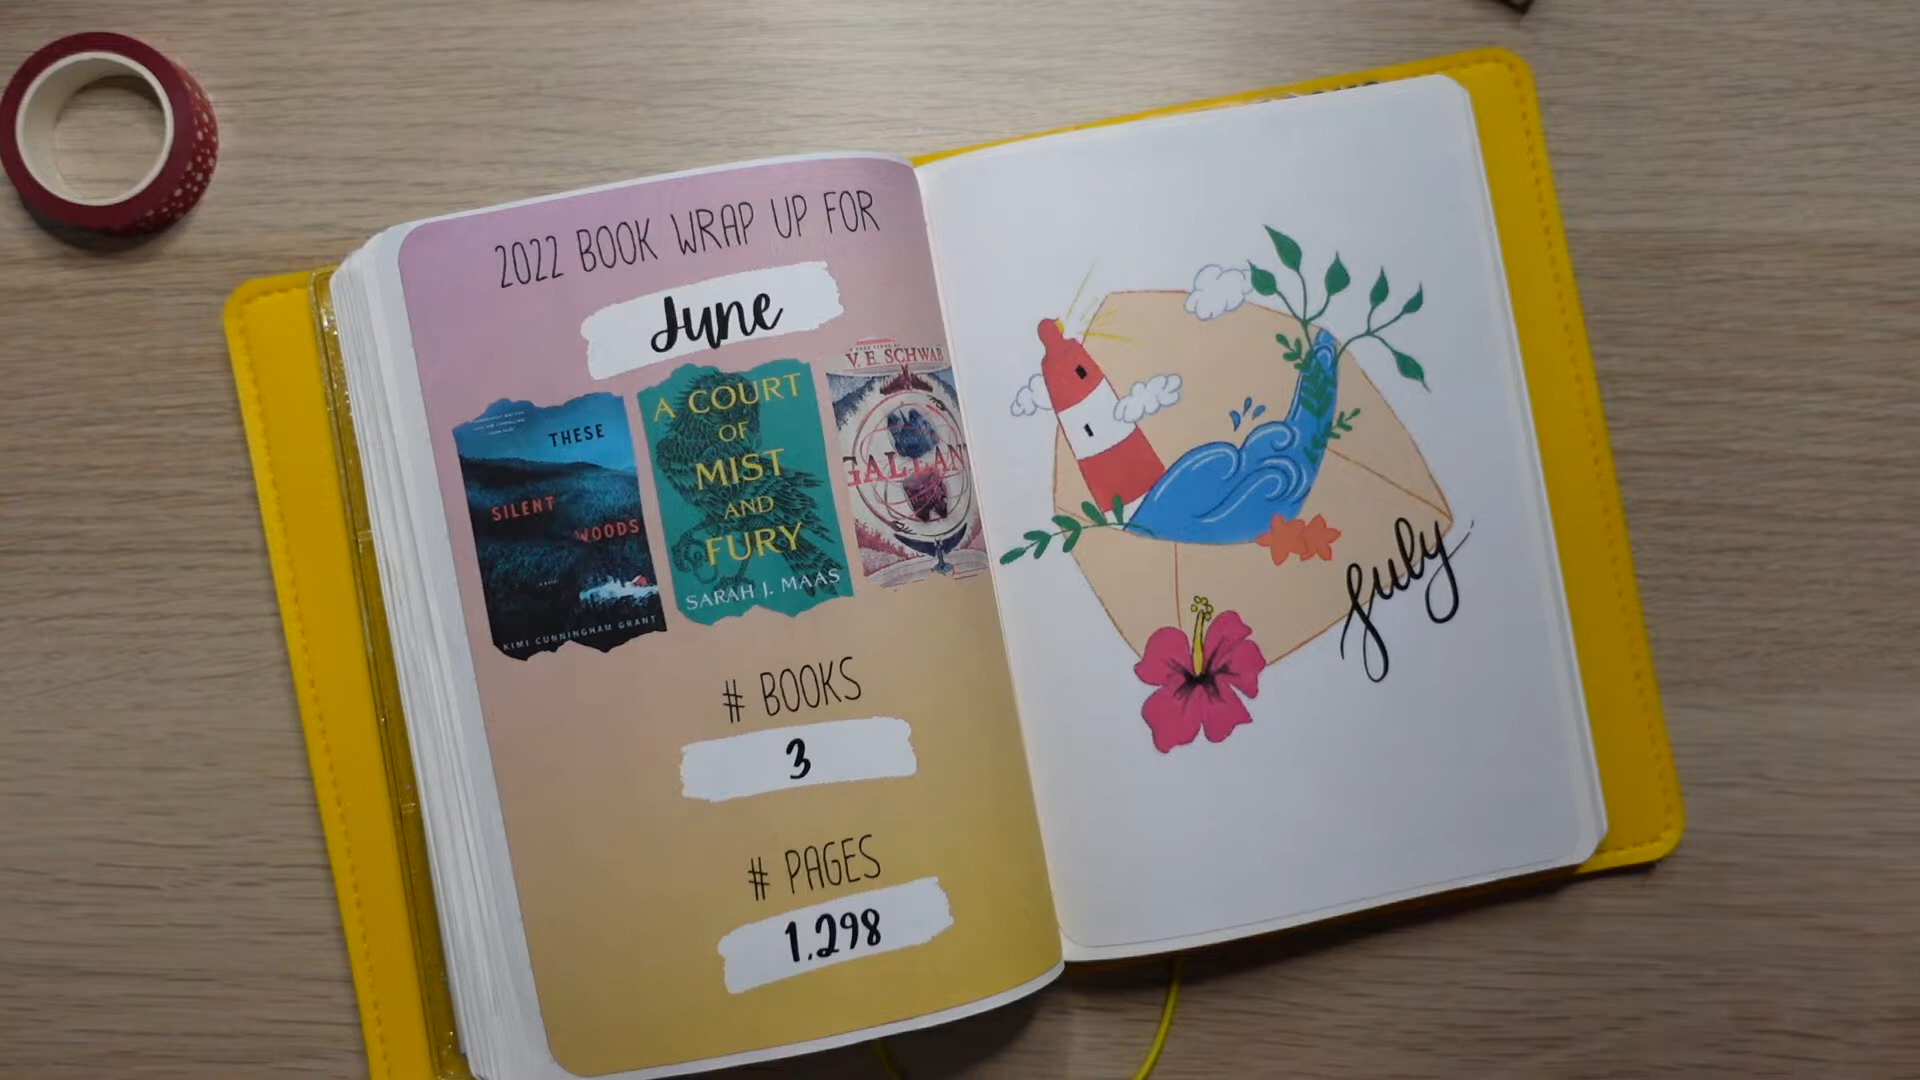 2022 BOOK WRAP UP FOR
June
THESE
SILENT
WOODS
KIMI CUNNINGHAM GRANT
A COURT
OF
MIST
AND
FURY
SARAH J. MAAS
V. E. SCHWAB
GALLAN
# BOOKS
3
# PAGES
1,298
July